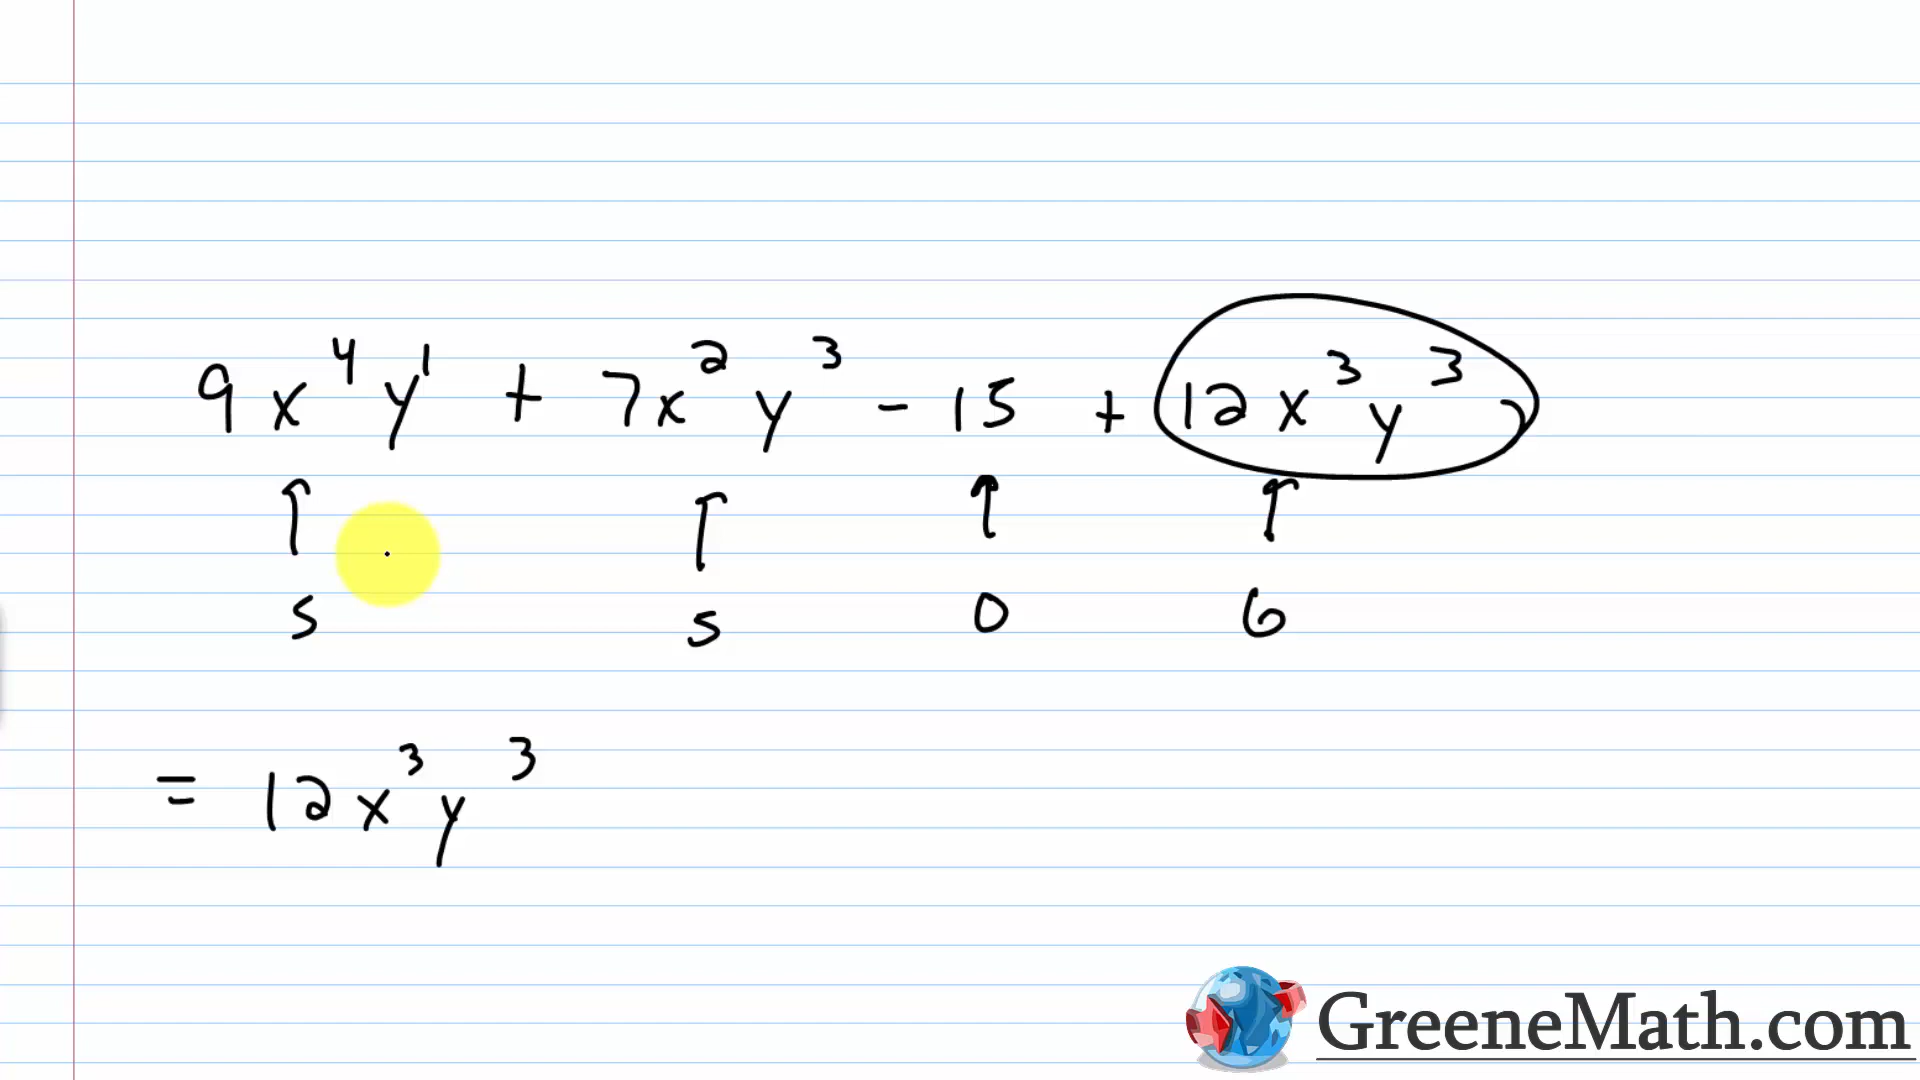 9x⁴y¹ + 7x²y³ - 15 + 12x³y³
5 5 0 6
= 12x³y³
GreeneMath.com